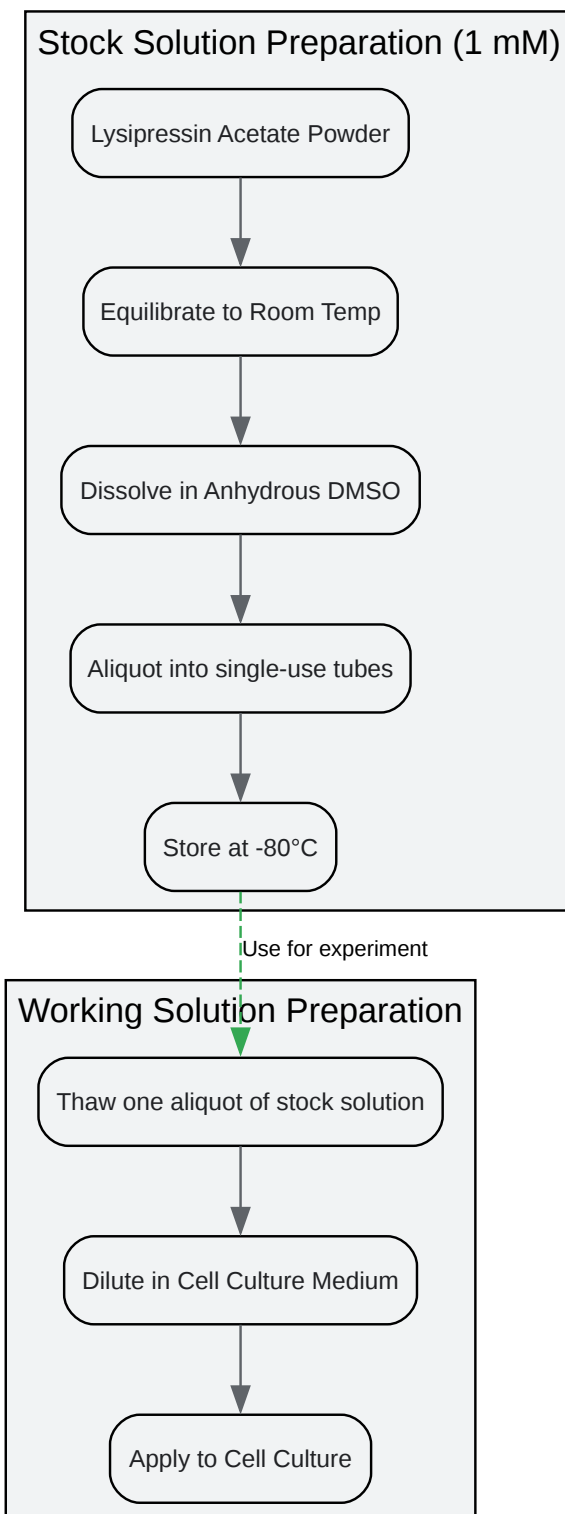 Stock Solution Preparation (1 mM)
Lysipressin Acetate Powder
Equilibrate to Room Temp
Dissolve in Anhydrous DMSO
Aliquot into single-use tubes
Store at -80°C
Use for experiment
Working Solution Preparation
Thaw one aliquot of stock solution
Dilute in Cell Culture Medium
Apply to Cell Culture